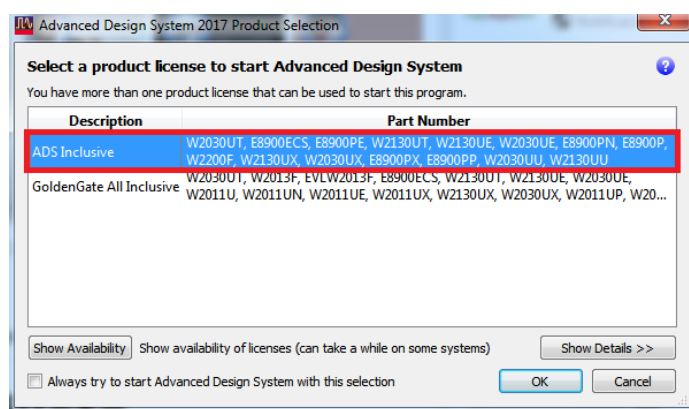 Advanced Design System 2017 Product Selection
Select a product license to start Advanced Design System
You have more than one product license that can be used to start this program.
Description Part Number
ADS Inclusive W2030UT, E8900ECS, E8900PE, W2130UT, W2130UE, W2030UE, E8900PN, E8900P,
W2200F, W2130UX, W2030UX, E8900PX, E8900PP, W2030UU, W2130UU
GoldenGate All Inclusive W2030UT, W2013F, EVLW2013F, E8900ECS, W2130UT, W2130UE, W2030UE,
W2011U, W2011UN, W2011UE, W2011UX, W2130UX, W2030UX, W2011UP, W20...
Show Availability Show availability of licenses (can take a while on some systems) Show Details >>
Always try to start Advanced Design System with this selection OK Cancel